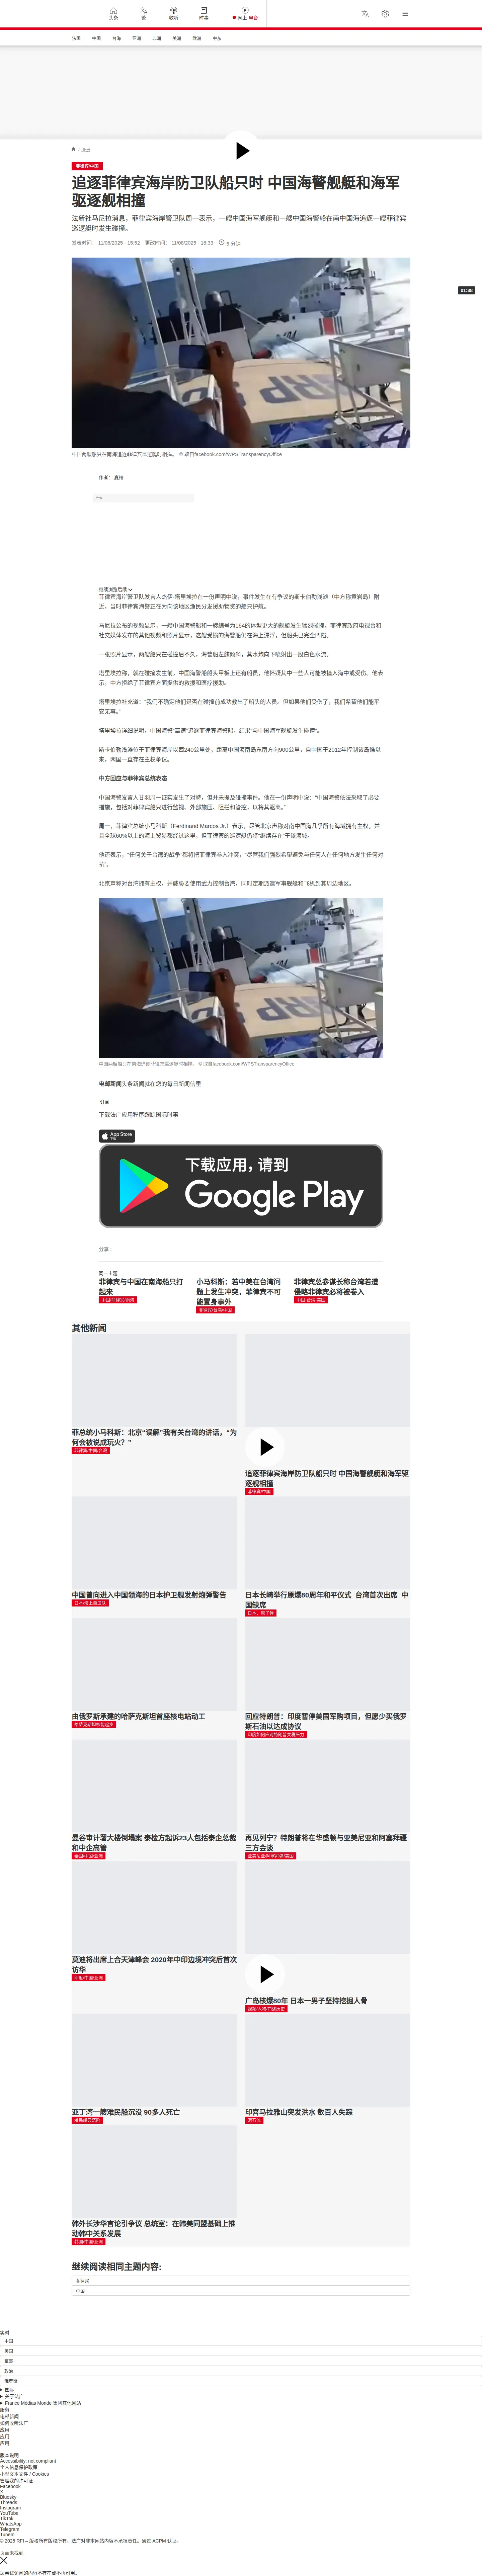 头条
繁
收听
时事
网上 电台
法国
中国
台海
亚洲
非洲
美洲
欧洲
中东
/ 亚洲
菲律宾/中国
追逐菲律宾海岸防卫队船只时 中国海警舰艇和海军
驱逐舰相撞
法新社马尼拉消息，菲律宾海岸警卫队周一表示，一艘中国海军舰艇和一艘中国海警船在南中国海追逐一艘菲律宾
巡逻艇时发生碰撞。
发表时间： 11/08/2025 - 15:52 更改时间： 11/08/2025 - 18:33 5 分钟
01:38
中国两艘船只在南海追逐菲律宾巡逻艇时相撞。 © 取自facebook.com/WPSTransparencyOffice
作者： 夏榕
广告
继续浏览后续
菲律宾海岸警卫队发言人杰伊·塔里埃拉在一份声明中说，事件发生在有争议的斯卡伯勒浅滩（中方称黄岩岛）附
近，当时菲律宾海警正在为向该地区渔民分发援助物资的船只护航。
马尼拉公布的视频显示，一艘中国海警船和一艘编号为164的体型更大的舰艇发生猛烈碰撞。菲律宾政府电视台和
社交媒体发布的其他视频和照片显示，这艘受损的海警船仍在海上漂浮，但船头已完全凹陷。
一张照片显示，两艘船只在碰撞后不久，海警船左舷倾斜，其水炮向下喷射出一股白色水流。
塔里埃拉称，就在碰撞发生前，中国海警船船头甲板上还有船员，他怀疑其中一些人可能被撞入海中或受伤。他表
示，中方拒绝了菲律宾方面提供的救援和医疗援助。
塔里埃拉补充道：“我们不确定他们是否在碰撞前成功救出了船头的人员。但如果他们受伤了，我们希望他们能平
安无事。”
塔里埃拉详细说明，中国海警“高速”追逐菲律宾海警船，结果“与中国海军舰艇发生碰撞”。
斯卡伯勒浅滩位于菲律宾海岸以西240公里处，距离中国海南岛东南方向900公里，自中国于2012年控制该岛礁以
来，两国一直存在主权争议。
中方回应与菲律宾总统表态
中国海警发言人甘羽周一证实发生了对峙，但并未提及碰撞事件。他在一份声明中说：“中国海警依法采取了必要
措施，包括对菲律宾船只进行监视、外部施压、阻拦和管控，以将其驱离。”
周一，菲律宾总统小马科斯（Ferdinand Marcos Jr.）表示，尽管北京声称对南中国海几乎所有海域拥有主权，并
且全球60%以上的海上贸易都经过这里，但菲律宾的巡逻艇仍将“继续存在”于该海域。
他还表示，“任何关于台湾的战争”都将把菲律宾卷入冲突，“尽管我们强烈希望避免与任何人在任何地方发生任何对
抗”。
北京声称对台湾拥有主权，并威胁要使用武力控制台湾，同时定期派遣军事舰艇和飞机到其周边地区。
中国两艘船只在南海追逐菲律宾巡逻艇时相撞。 © 取自facebook.com/WPSTransparencyOffice
电邮新闻头条新闻就在您的每日新闻信里
订阅
下载法广应用程序跟踪国际时事
App Store
下载
下载应用，请到
Google Play
分享 :
同一主题
菲律宾与中国在南海船只打
起来
中国/菲律宾/南海
小马科斯：若中美在台湾问
题上发生冲突，菲律宾不可
能置身事外
菲律宾/台湾/中国
菲律宾总参谋长称台湾若遭
侵略菲律宾必将被卷入
中国-台湾-美国
其他新闻
菲总统小马科斯：北京“误解”我有关台湾的讲话，“为
何会被说成玩火？”
菲律宾/中国/台湾
追逐菲律宾海岸防卫队船只时 中国海警舰艇和海军驱
逐舰相撞
菲律宾/中国
中国曾向进入中国领海的日本护卫舰发射炮弹警告
日本/海上自卫队
日本长崎举行原爆80周年和平仪式 台湾首次出席 中
国缺席
日本、原子弹
由俄罗斯承建的哈萨克斯坦首座核电站动工
哈萨克斯坦核能起步
回应特朗普：印度暂停美国军购项目，但愿少买俄罗
斯石油以达成协议
印度如何应对特朗普关税压力
曼谷审计署大楼倒塌案 泰检方起诉23人包括泰企总裁
和中企高管
泰国/中国/亚洲
再见列宁？特朗普将在华盛顿与亚美尼亚和阿塞拜疆
三方会谈
亚美尼亚/阿塞拜疆/美国
莫迪将出席上合天津峰会 2020年中印边境冲突后首次
访华
印度/中国/亚洲
广岛核爆80年 日本一男子坚持挖掘人骨
视频/人物/口述历史
亚丁湾一艘难民船沉没 90多人死亡
难民船只沉船
印喜马拉雅山突发洪水 数百人失踪
泥石流
韩外长涉华言论引争议 总统室：在韩美同盟基础上推
动韩中关系发展
韩国/中国/亚洲
继续阅读相同主题内容:
菲律宾
中国
实时
中国
美国
军事
政治
俄罗斯
国际
关于法广
France Médias Monde 集团其他网站
服务
电邮新闻
如何收听法广
应用
应用
应用
版本说明
Accessibility: not compliant
个人信息保护政策
小型文本文件 / Cookies
管理我的许可证
Facebook
X
Bluesky
Threads
Instagram
YouTube
TikTok
WhatsApp
Telegram
TuneIn
© 2025 RFI – 版权所有版权所有。法广对非本网站内容不承担责任。通过 ACPM 认证。
页面未找到
您尝试访问的内容不存在或不再可用。